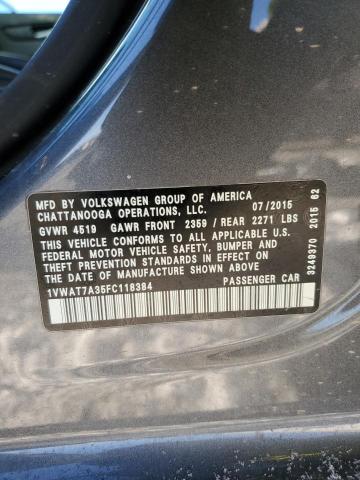 MFD BY VOLKSWAGEN GROUP OF AMERICA
CHATTANOOGA OPERATIONS, LLC. 07/2015
GVWR 4519 GAWR FRONT 2359 / REAR 2271 LBS
THIS VEHICLE CONFORMS TO ALL APPLICABLE U.S.
FEDERAL MOTOR VEHICLE SAFETY, BUMPER AND
THEFT PREVENTION STANDARDS IN EFFECT ON THE
DATE OF MANUFACTURE SHOWN ABOVE.
1VWAT7A35FC118384 PASSENGER CAR
3249370 2015 62